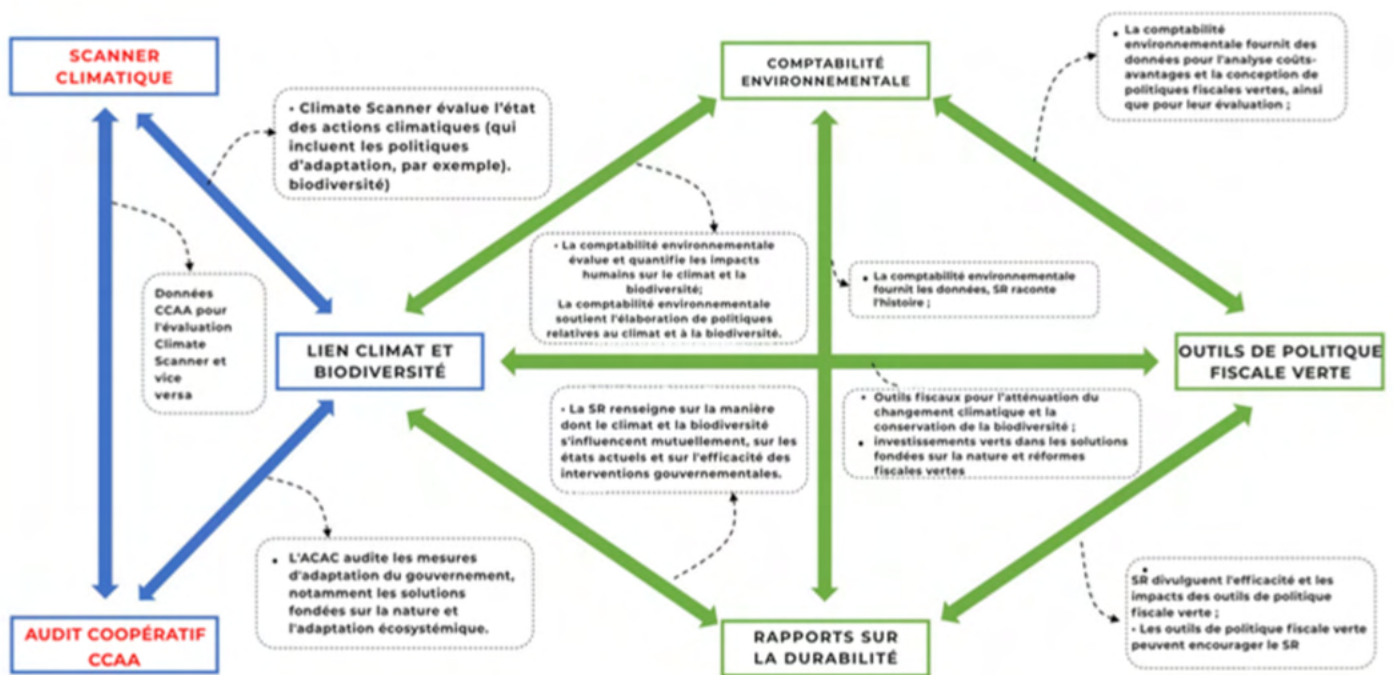 SCANNER
CLIMATIQUE
COMPTABILITÉ
ENVIRONNEMENTALE
• La comptabilité
environnementale fournit des
données pour l'analyse coûts-
avantages et la conception de
politiques fiscales vertes, ainsi
que pour leur évaluation ;
• Climate Scanner évalue l'état
des actions climatiques (qui
incluent les politiques
d'adaptation, par exemple).
biodiversité)
• La comptabilité environnementale
évalue et quantifie les impacts
humains sur le climat et la
biodiversité;
La comptabilité environnementale
soutient l'élaboration de politiques
relatives au climat et à la biodiversité.
• La comptabilité environnementale
fournit les données, SR raconte
l'histoire ;
Données
CCAA pour
l'évaluation
Climate
Scanner et
vice
versa
LIEN CLIMAT ET
BIODIVERSITÉ
OUTILS DE POLITIQUE
FISCALE VERTE
• La SR renseigne sur la manière
dont le climat et la biodiversité
s'influencent mutuellement, sur les
états actuels et sur l'efficacité des
interventions gouvernementales.
• Outils fiscaux pour l'atténuation du
changement climatique et la
conservation de la biodiversité ;
• investissements verts dans les solutions
fondées sur la nature et réformes
fiscales vertes
• L'ACAC audite les mesures
d'adaptation du gouvernement,
notamment les solutions
fondées sur la nature et
l'adaptation écosystémique.
•
SR divulguent l'efficacité et les
impacts des outils de politique
fiscale verte ;
• Les outils de politique fiscale verte
peuvent encourager le SR
AUDIT COOPÉRATIF
CCAA
RAPPORTS SUR
LA DURABILITÉ